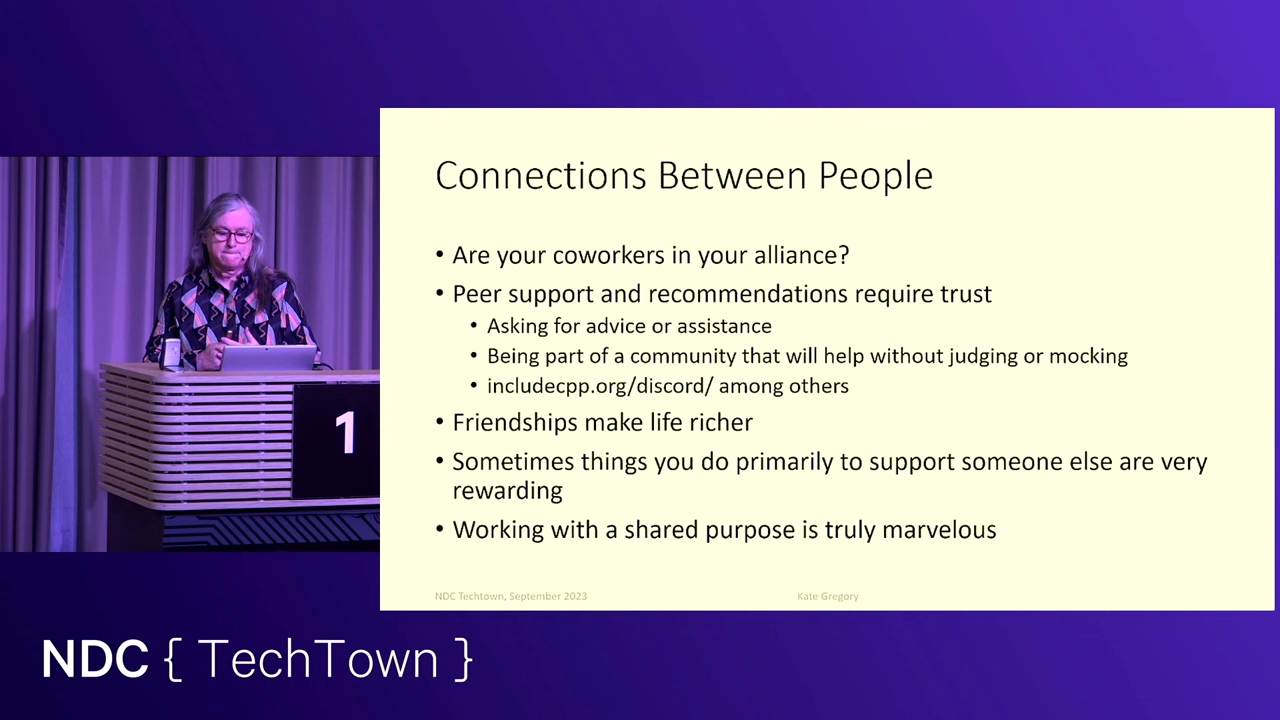 Connections Between People
• Are your coworkers in your alliance?
• Peer support and recommendations require trust
• Asking for advice or assistance
• Being part of a community that will help without judging or mocking
• includecpp.org/discord/ among others
• Friendships make life richer
• Sometimes things you do primarily to support someone else are very
rewarding
• Working with a shared purpose is truly marvelous
NDC Techtown, September 2023
Kate Gregory
1
NDC { TechTown }